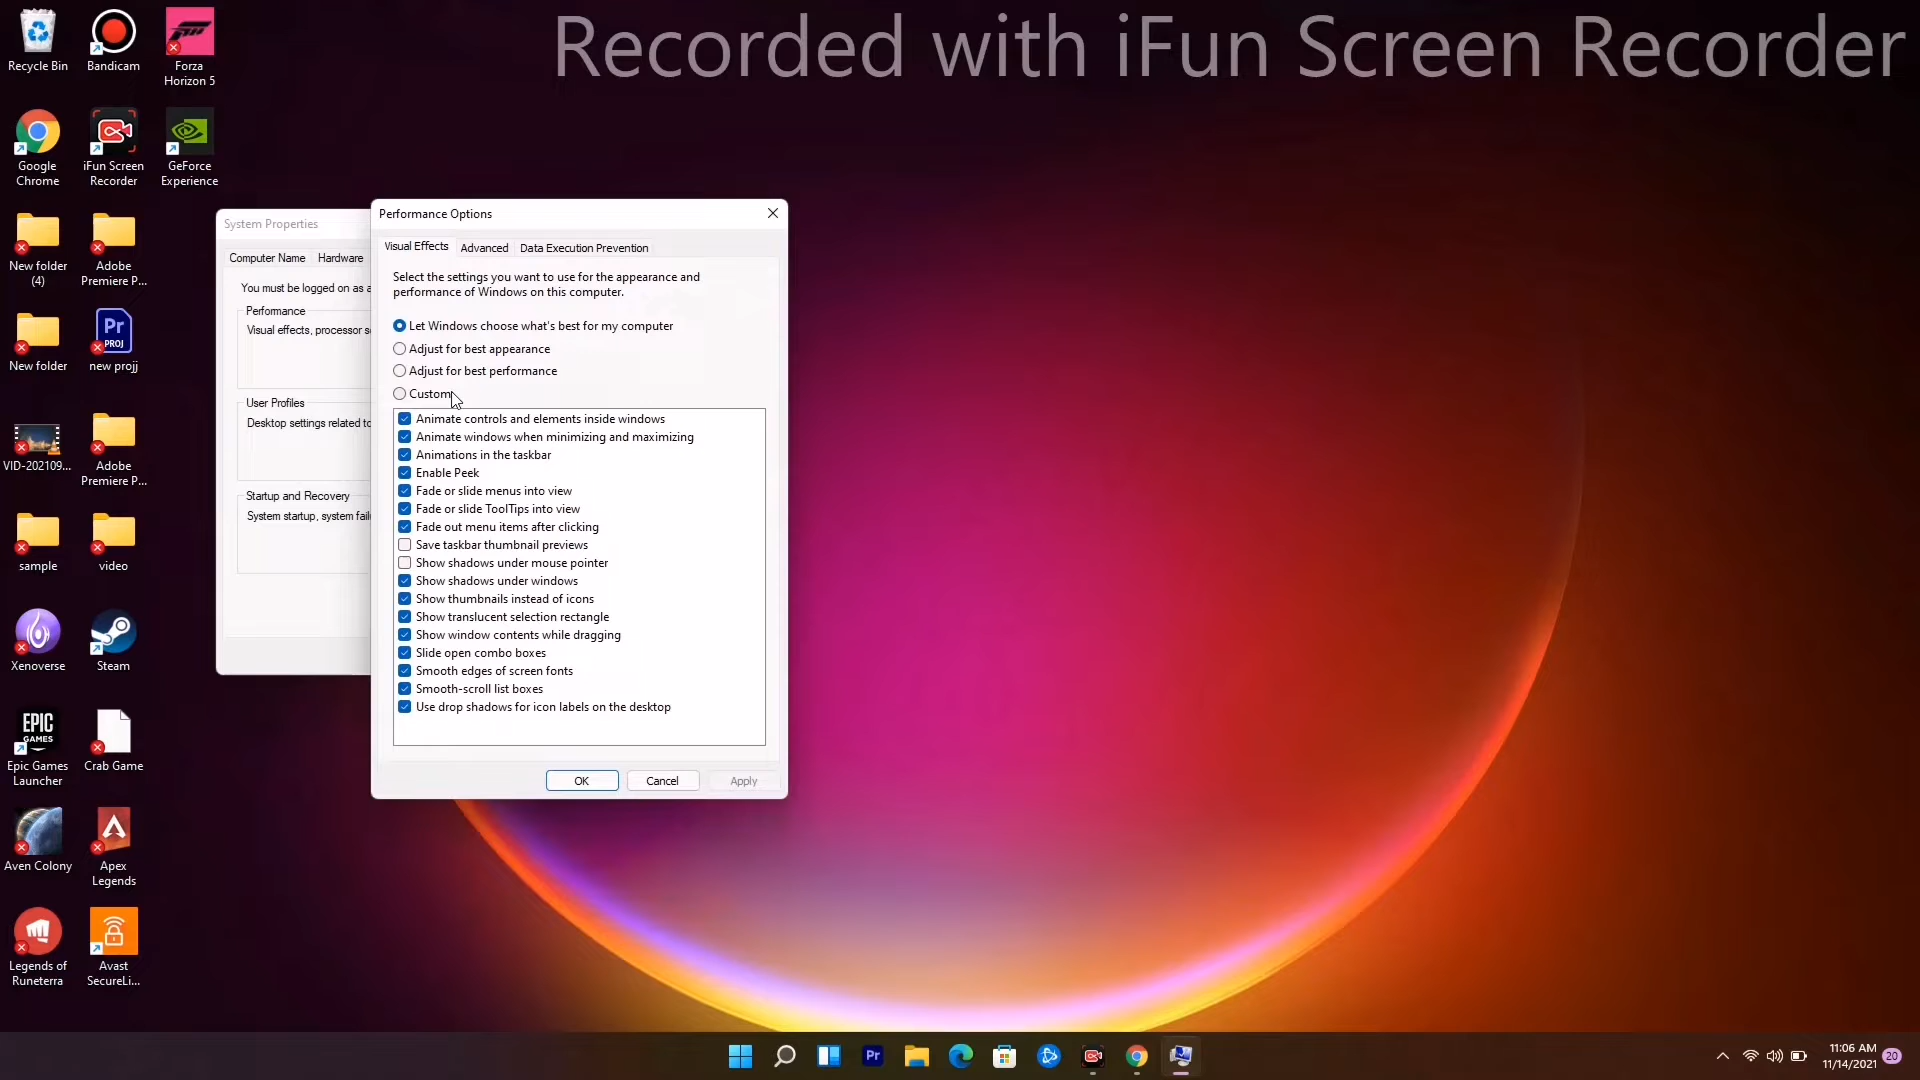 Recorded with iFun Screen Recorder
Recycle Bin
Bandicam
Forza
Horizon 5
Google
Chrome
iFun Screen
Recorder
GeForce
Experience
New folder
(4)
Adobe
Premiere P...
New folder
Pr
PROJ
new projj
VID-202109...
Adobe
Premiere P...
sample
video
Xenoverse
Steam
EPIC
GAMES
Epic Games
Launcher
Crab Game
Aven Colony
Apex
Legends
Legends of
Runeterra
Avast
SecureLi...
System Properties
Computer Name
Hardware
You must be logged on as a
Performance
Visual effects, processor s
User Profiles
Desktop settings related to
Startup and Recovery
System startup, system fail
Performance Options
Visual Effects
Advanced
Data Execution Prevention
Select the settings you want to use for the appearance and
performance of Windows on this computer.
Let Windows choose what's best for my computer
Adjust for best appearance
Adjust for best performance
Custom
Animate controls and elements inside windows
Animate windows when minimizing and maximizing
Animations in the taskbar
Enable Peek
Fade or slide menus into view
Fade or slide ToolTips into view
Fade out menu items after clicking
Save taskbar thumbnail previews
Show shadows under mouse pointer
Show shadows under windows
Show thumbnails instead of icons
Show translucent selection rectangle
Show window contents while dragging
Slide open combo boxes
Smooth edges of screen fonts
Smooth-scroll list boxes
Use drop shadows for icon labels on the desktop
OK
Cancel
Apply
Pr
11:06 AM
11/14/2021
20